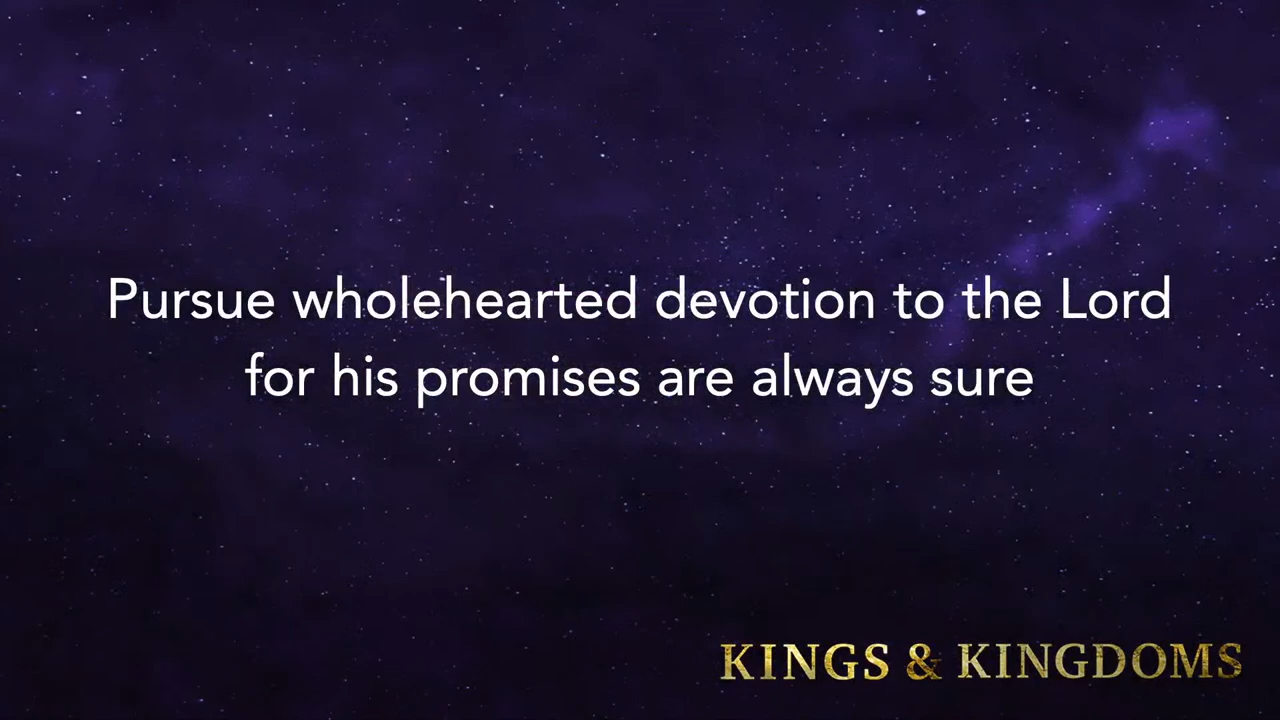 Pursue wholehearted devotion to the Lord
for his promises are always sure
KINGS & KINGDOMS